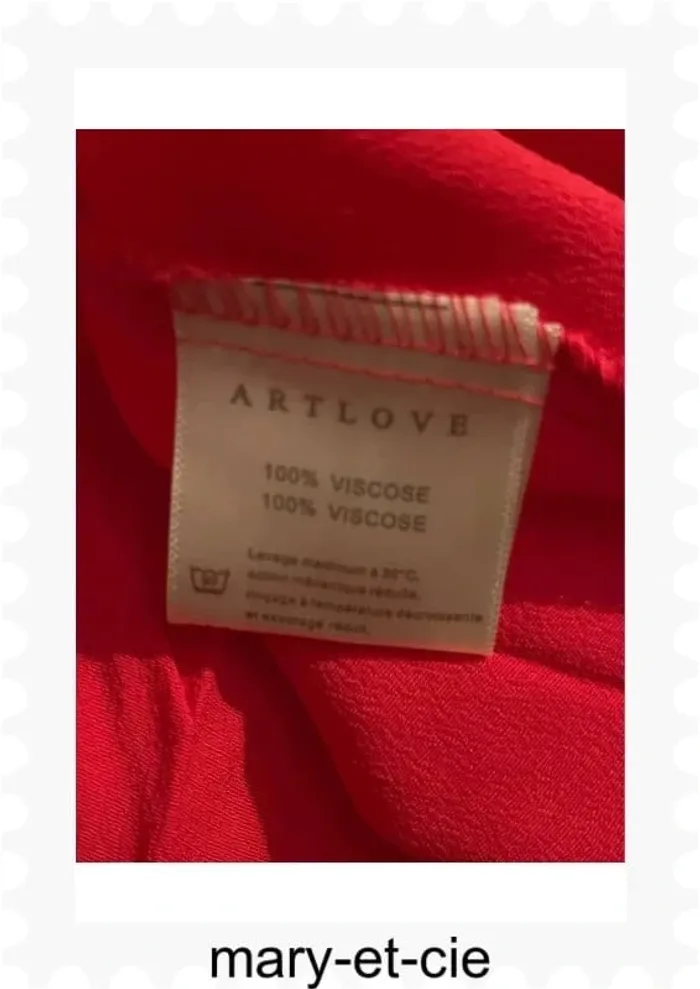 ARTLOVE
100% VISCOSE
100% VISCOSE
Lavage maximum à 30°C.
action mécanique réduite.
rinçage à température décroissante
et essorage réduit.
mary-et-cie